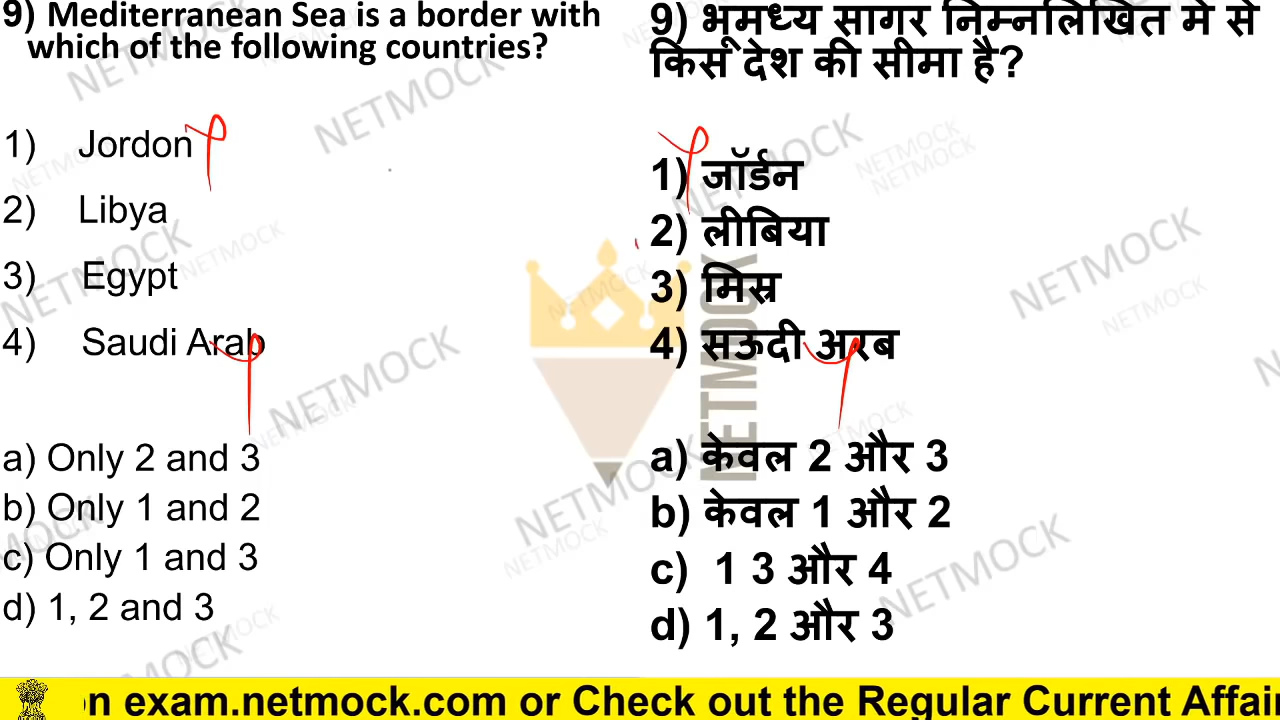 9) Mediterranean Sea is a border with
which of the following countries?
1) Jordon
2) Libya
3) Egypt
4) Saudi Arab
a) Only 2 and 3
b) Only 1 and 2
c) Only 1 and 3
d) 1, 2 and 3
9) भूमध्य सागर निम्नलिखित में से
किस देश की सीमा है?
1) जॉर्डन
2) लीबिया
3) मिस्र
4) सऊदी अरब
a) केवल 2 और 3
b) केवल 1 और 2
c) 1 3 और 4
d) 1, 2 और 3
NETMOCK
on exam.netmock.com or Check out the Regular Current Affai